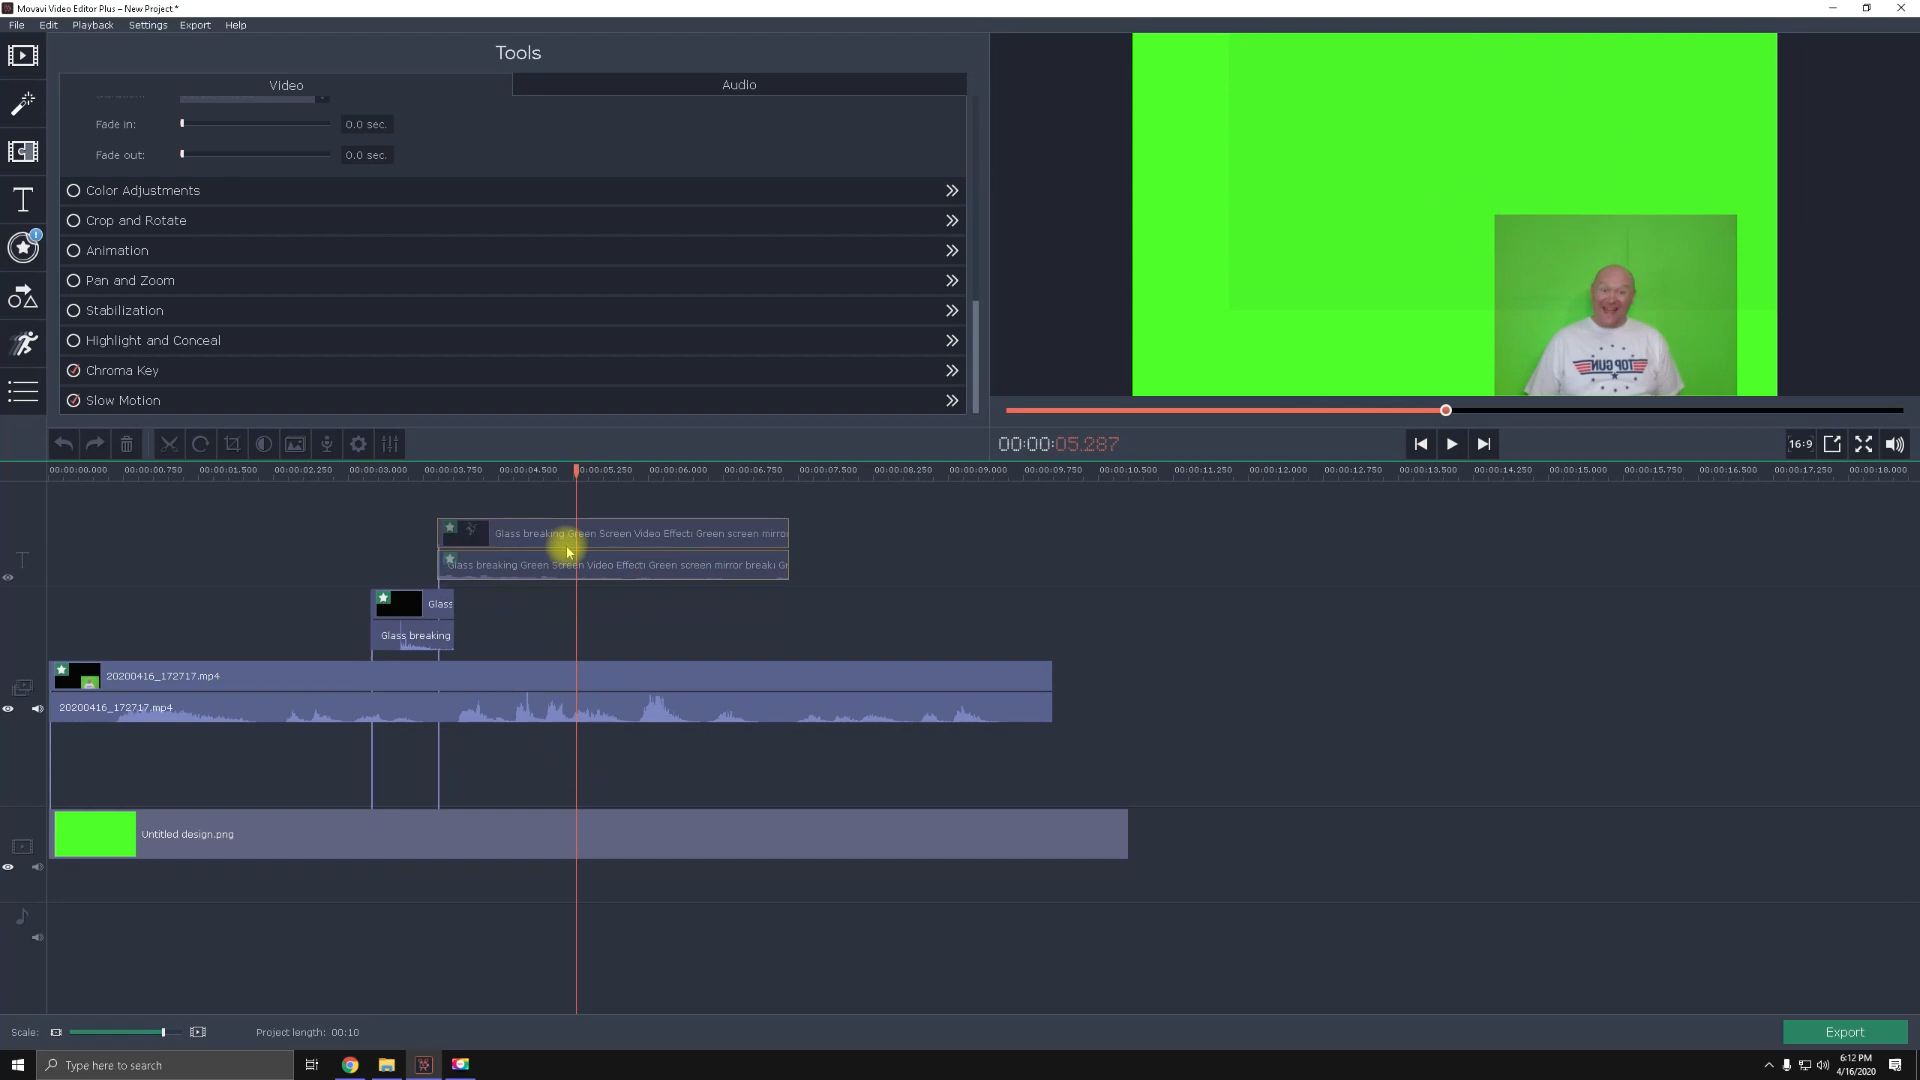 Movavi Video Editor Plus – New Project *
File Edit Playback Settings Export Help
Tools
Video Audio
Fade in: 0.0 sec.
Fade out: 0.0 sec.
Color Adjustments
Crop and Rotate
Animation
Pan and Zoom
Stabilization
Highlight and Conceal
Chroma Key
Slow Motion
TOP GUN
00:00:05.287
16:9
00:00:00.000 00:00:00.750 00:00:01.500 00:00:02.250 00:00:03.000 00:00:03.750 00:00:04.500 00:00:05.250 00:00:06.000 00:00:06.750 00:00:07.500 00:00:08.250 00:00:09.000 00:00:09.750 00:00:10.500 00:00:11.250 00:00:12.000 00:00:12.750 00:00:13.500 00:00:14.250 00:00:15.000 00:00:15.750 00:00:16.500 00:00:17.250 00:00:18.000
Glass breaking Green Screen Video Effect: Green screen mirro
Glass breaking Green Screen Video Effect: Green screen mirror break: Gr
Glass
Glass breaking
20200416_172717.mp4
20200416_172717.mp4
Untitled design.png
Scale: Project length: 00:10
Export
Type here to search
6:12 PM
4/16/2020